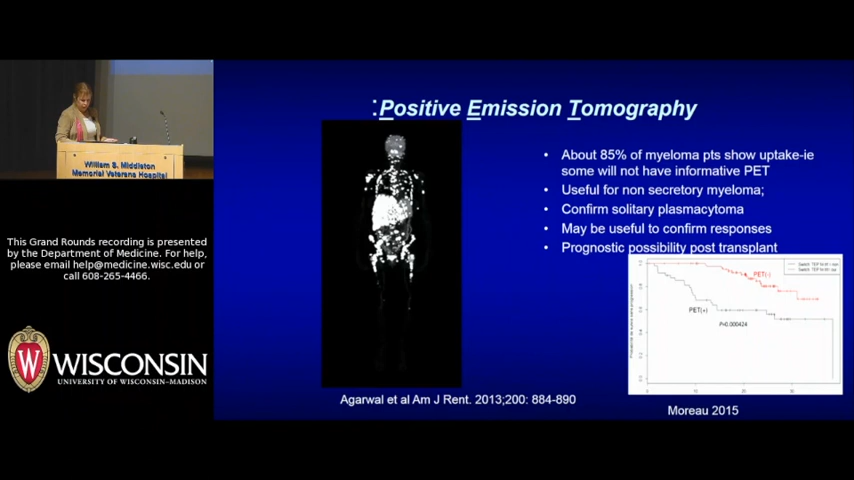 William S. Middleton
Memorial Veterans Hospital
This Grand Rounds recording is presented
by the Department of Medicine. For help,
please email help@medicine.wisc.edu or
call 608-265-4466.
W WISCONSIN
UNIVERSITY OF WISCONSIN–MADISON
:Positive Emission Tomography
• About 85% of myeloma pts show uptake-ie
some will not have informative PET
• Useful for non secretory myeloma;
• Confirm solitary plasmacytoma
• May be useful to confirm responses
• Prognostic possibility post transplant
PET(-)
PET(+)
P=0.000424
Agarwal et al Am J Rent. 2013;200: 884-890
Moreau 2015